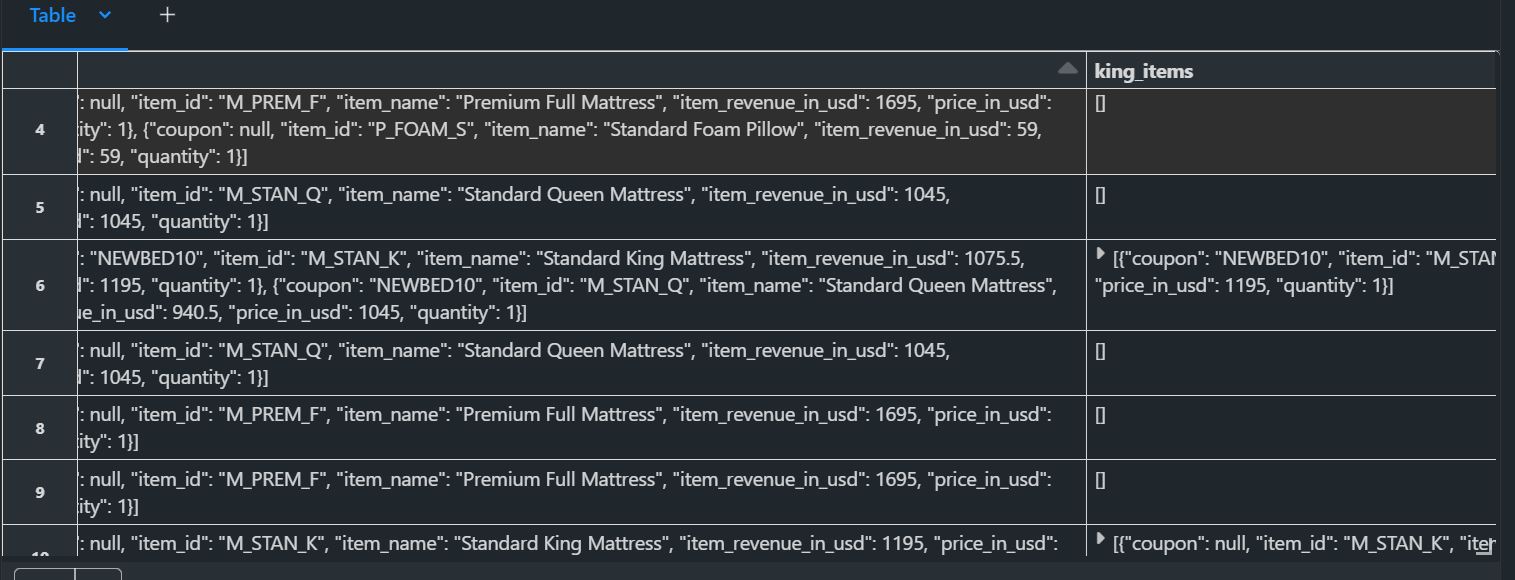 Table
king_items
4
: null, "item_id": "M_PREM_F", "item_name": "Premium Full Mattress", "item_revenue_in_usd": 1695, "price_in_usd":
ity": 1}, {"coupon": null, "item_id": "P_FOAM_S", "item_name": "Standard Foam Pillow", "item_revenue_in_usd": 59,
": 59, "quantity": 1}]
[]
5
: null, "item_id": "M_STAN_Q", "item_name": "Standard Queen Mattress", "item_revenue_in_usd": 1045,
": 1045, "quantity": 1}]
[]
6
: "NEWBED10", "item_id": "M_STAN_K", "item_name": "Standard King Mattress", "item_revenue_in_usd": 1075.5,
": 1195, "quantity": 1}, {"coupon": "NEWBED10", "item_id": "M_STAN_Q", "item_name": "Standard Queen Mattress",
ue_in_usd": 940.5, "price_in_usd": 1045, "quantity": 1}]
[{"coupon": "NEWBED10", "item_id": "M_STAN
"price_in_usd": 1195, "quantity": 1}]
7
: null, "item_id": "M_STAN_Q", "item_name": "Standard Queen Mattress", "item_revenue_in_usd": 1045,
": 1045, "quantity": 1}]
[]
8
: null, "item_id": "M_PREM_F", "item_name": "Premium Full Mattress", "item_revenue_in_usd": 1695, "price_in_usd":
ity": 1}]
[]
9
: null, "item_id": "M_PREM_F", "item_name": "Premium Full Mattress", "item_revenue_in_usd": 1695, "price_in_usd":
ity": 1}]
[]
10
: null, "item_id": "M_STAN_K", "item_name": "Standard King Mattress", "item_revenue_in_usd": 1195, "price_in_usd":
[{"coupon": null, "item_id": "M_STAN_K", "iter